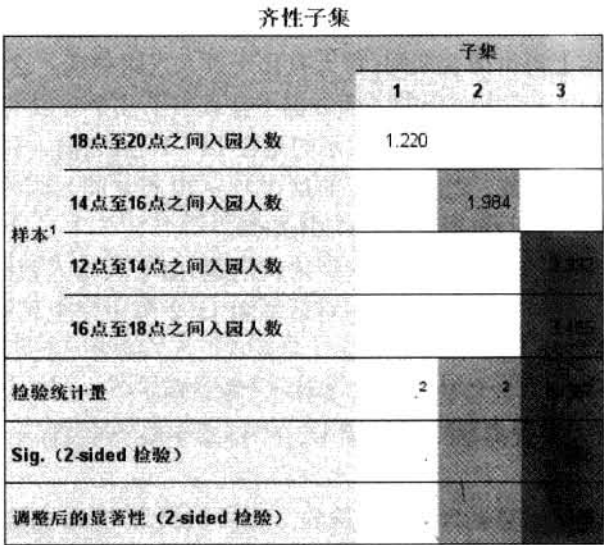 齐性子集
子集
1 2 3
18点至20点之间入园人数 1.220
14点至16点之间入园人数 1.984
样本1
12点至14点之间入园人数
16点至18点之间入园人数
检验统计量 .2 2
Sig.（2-sided 检验） .
调整后的显著性（2-sided 检验） .